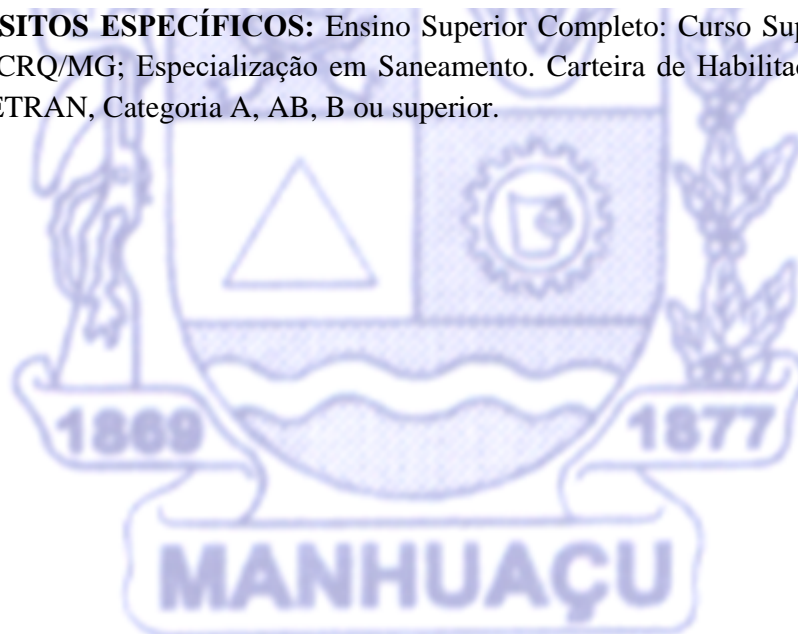 SITOS ESPECÍFICOS: Ensino Superior Completo: Curso Sup
CRQ/MG; Especialização em Saneamento. Carteira de Habilitaç
ETRAN, Categoria A, AB, B ou superior.
1869
1877
MANHUAÇU